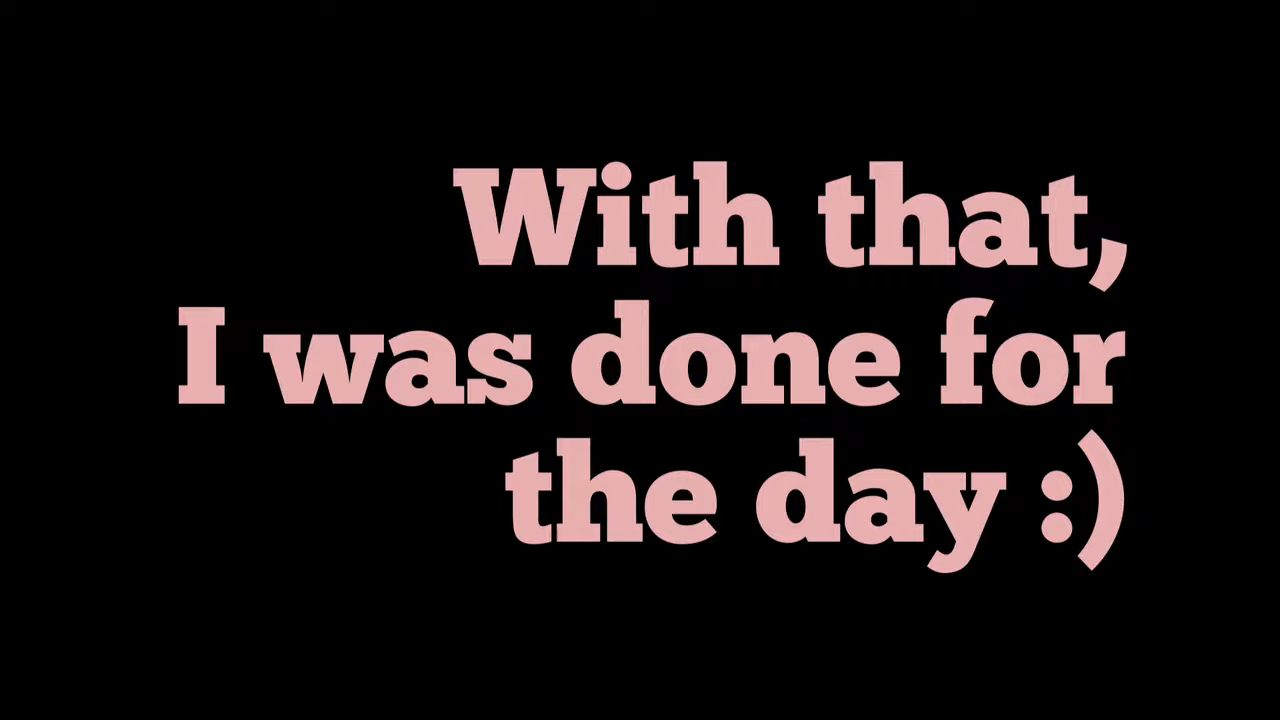 With that,
I was done for
the day :)